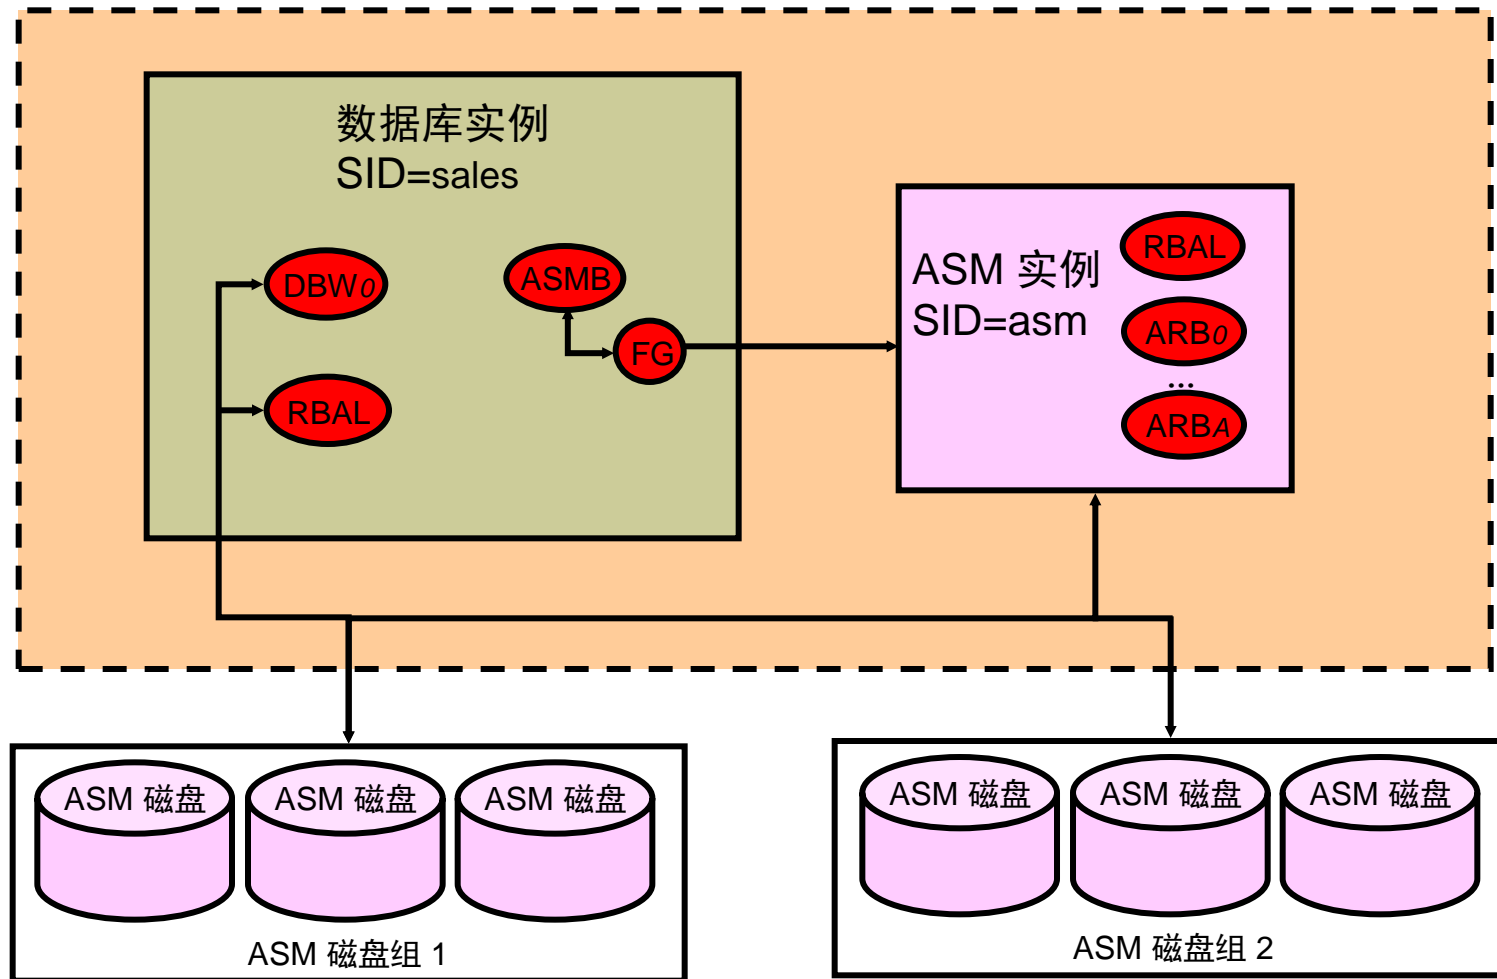 数据库实例
SID=sales
DBW0
ASMB
FG
RBAL
ASM 实例
SID=asm
RBAL
ARB0
...
ARBA
ASM 磁盘
ASM 磁盘
ASM 磁盘
ASM 磁盘组 1
ASM 磁盘
ASM 磁盘
ASM 磁盘
ASM 磁盘组 2